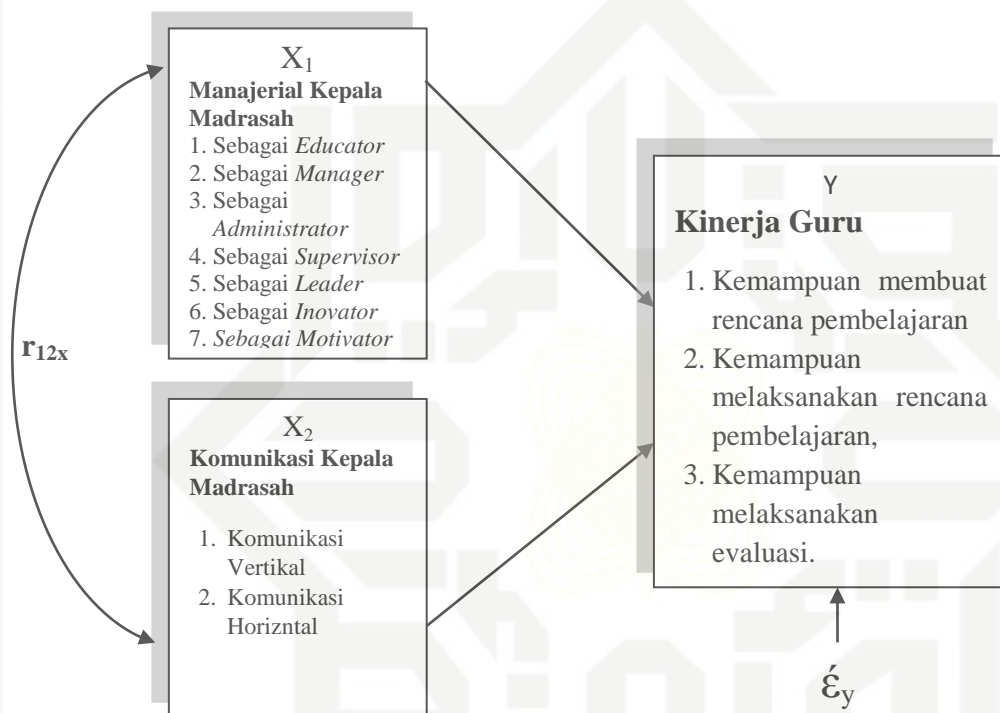 X₁
Manajerial Kepala
Madrasah
1. Sebagai Educator
2. Sebagai Manager
3. Sebagai
Administrator
4. Sebagai Supervisor
5. Sebagai Leader
6. Sebagai Inovator
7. Sebagai Motivator
r₁₂ₓ
X₂
Komunikasi Kepala
Madrasah
1. Komunikasi
Vertikal
2. Komunikasi
Horizntal
Y
Kinerja Guru
1. Kemampuan membuat
rencana pembelajaran
2. Kemampuan
melaksanakan rencana
pembelajaran,
3. Kemampuan
melaksanakan
evaluasi.
έy